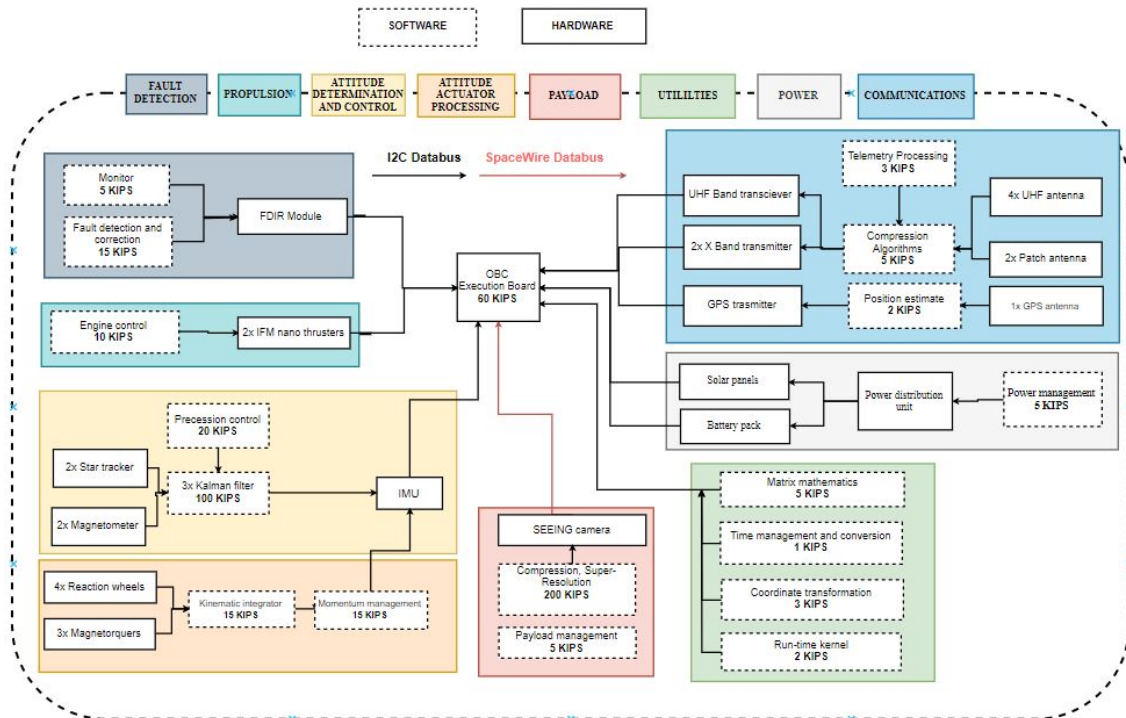 SOFTWARE
HARDWARE
FAULT
DETECTION
PROPULSION
ATTITUDE
DETERMINATION
AND CONTROL
ATTITUDE
ACTUATOR
PROCESSING
PAYLOAD
UTILILTIES
POWER
COMMUNICATIONS
I2C Databus
SpaceWire Databus
Monitor
5 KIPS
Fault detection and
correction
15 KIPS
FDIR Module
Engine control
10 KIPS
2x IFM nano thrusters
OBC
Execution Board
60 KIPS
Telemetry Processing
3 KIPS
UHF Band transciever
4x UHF antenna
2x X Band transmitter
Compression
Algorithms
5 KIPS
2x Patch antenna
GPS trasmitter
Position estimate
2 KIPS
1x GPS antenna
Solar panels
Battery pack
Power distribution
unit
Power management
5 KIPS
Precession control
20 KIPS
2x Star tracker
3x Kalman filter
100 KIPS
2x Magnetometer
IMU
4x Reaction wheels
3x Magnetorquers
Kinematic integrator
15 KIPS
Momentum management
15 KIPS
SEEING camera
Compression, Super-
Resolution
200 KIPS
Payload management
5 KIPS
Matrix mathematics
5 KIPS
Time management and conversion
1 KIPS
Coordinate transformation
3 KIPS
Run-time kernel
2 KIPS